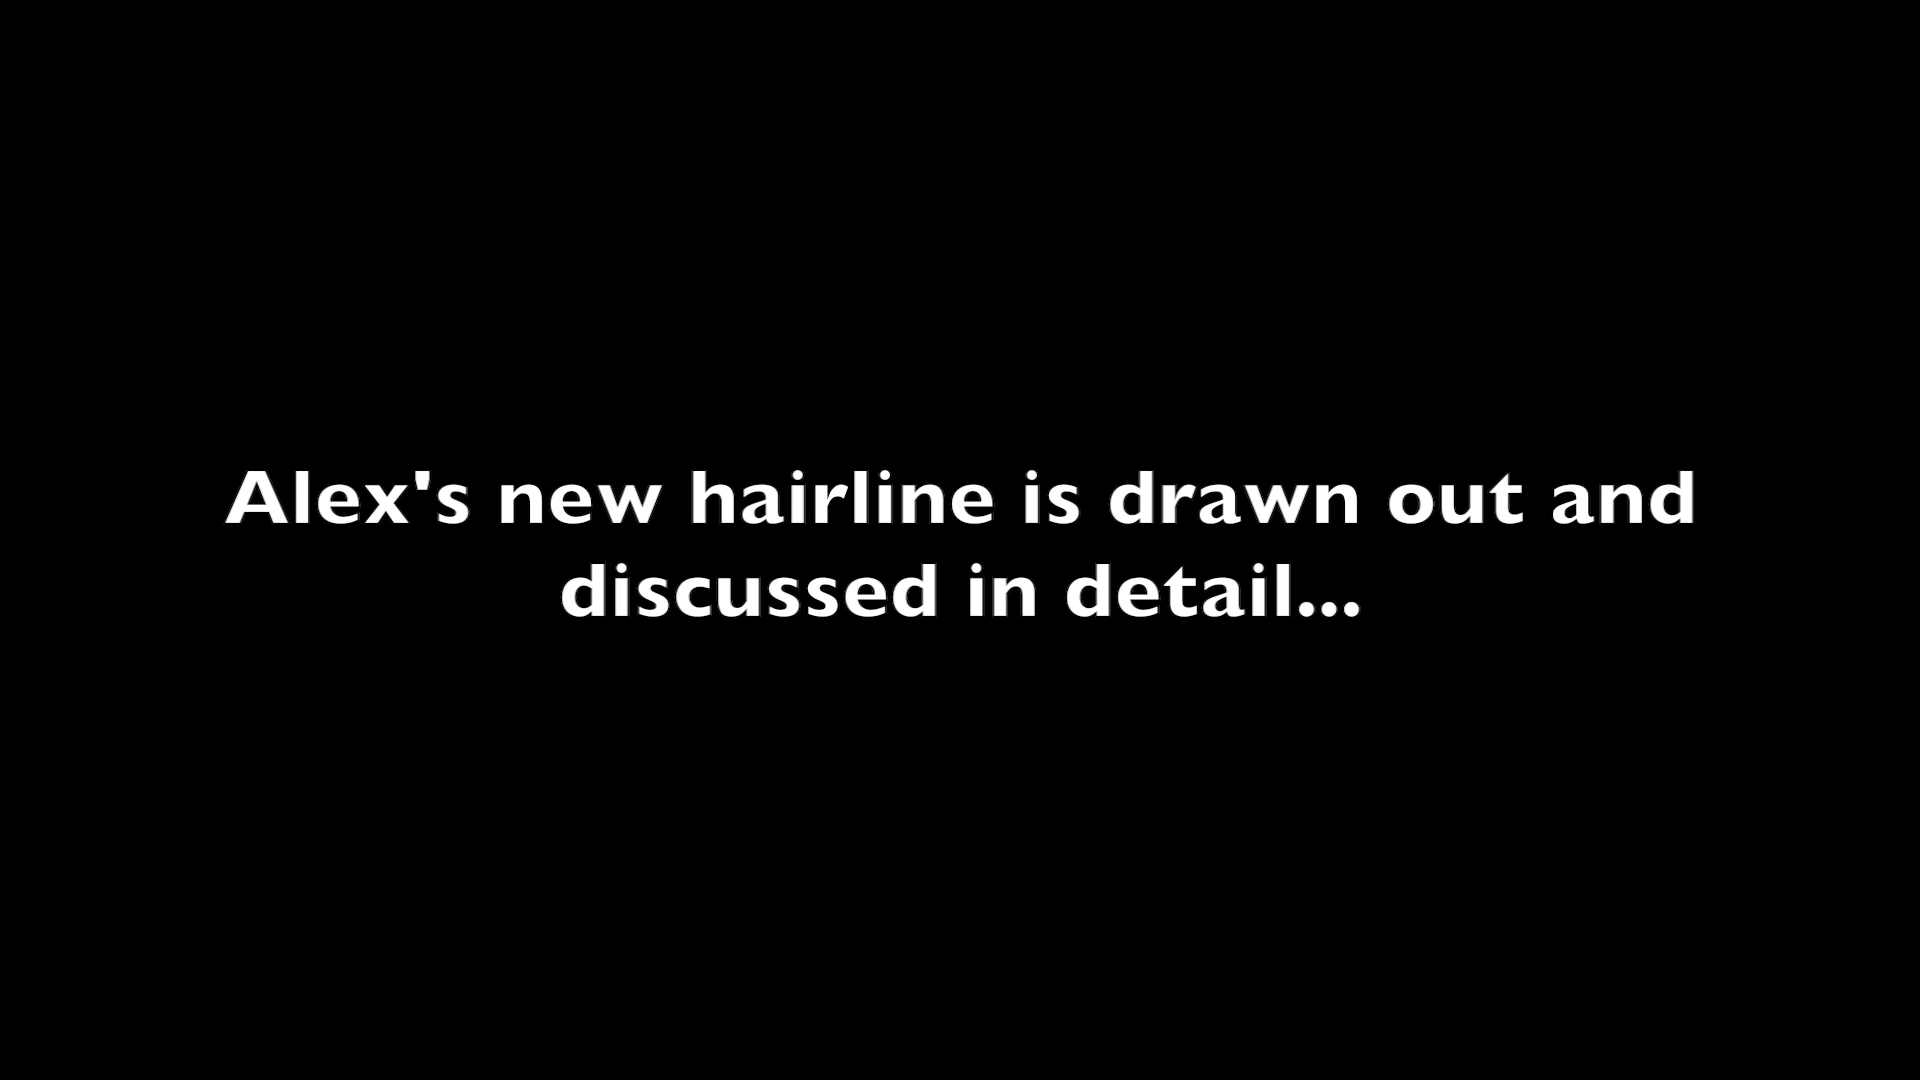 Alex's new hairline is drawn out and
discussed in detail...